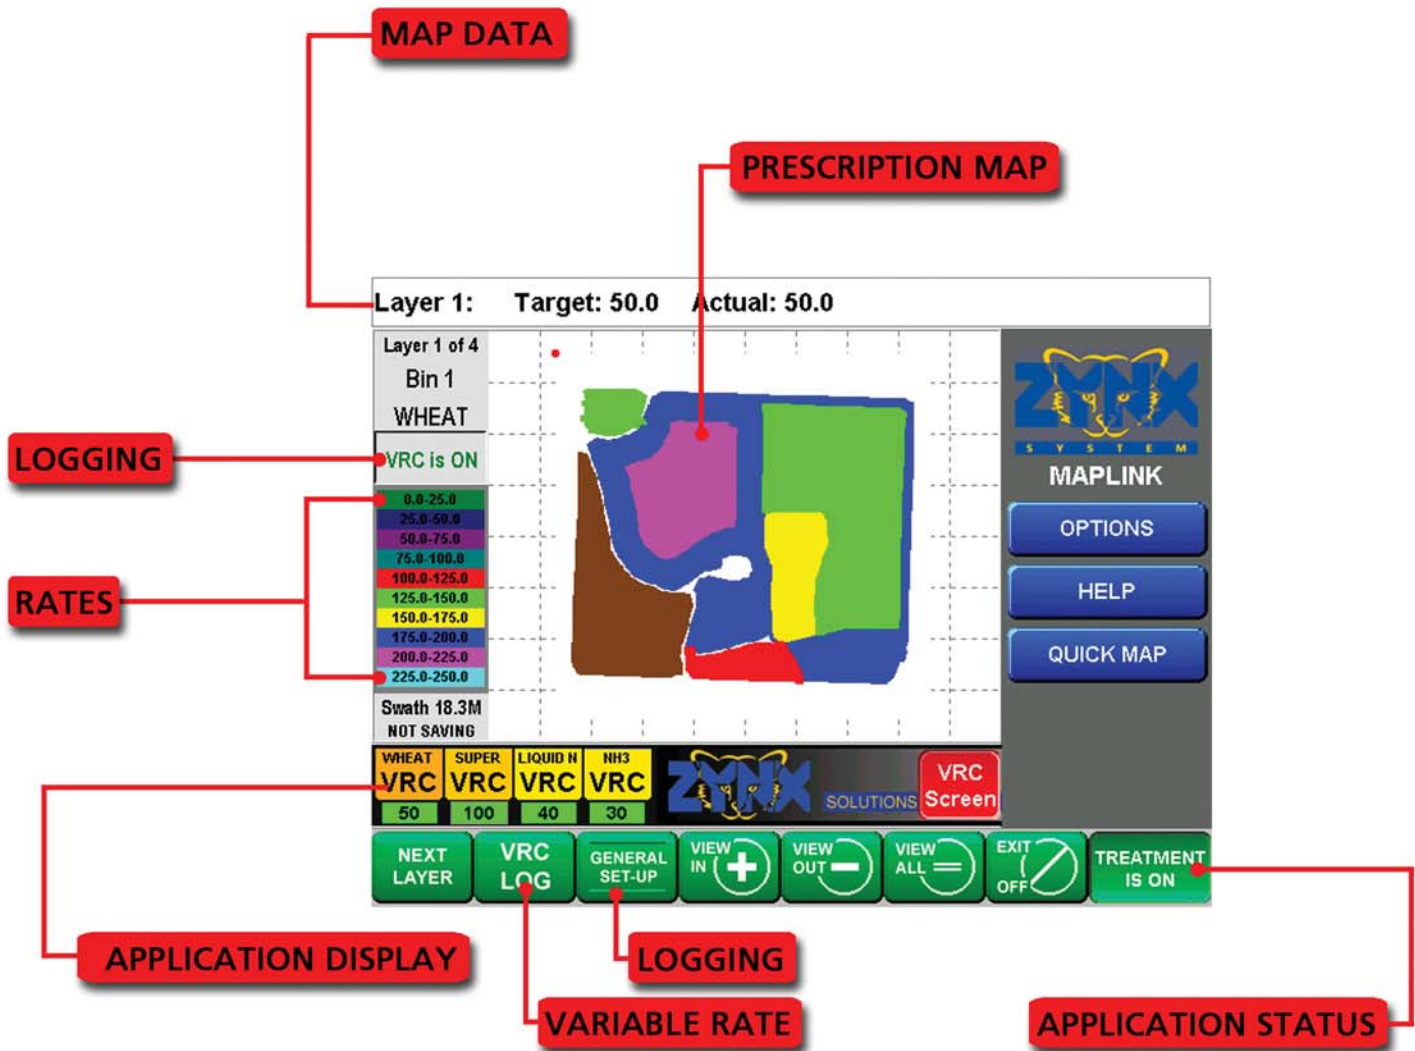 MAP DATA
PRESCRIPTION MAP
Layer 1: Target: 50.0 Actual: 50.0
Layer 1 of 4
Bin 1
WHEAT
VRC is ON
LOGGING
0.0-25.0
25.0-50.0
50.0-75.0
75.0-100.0
100.0-125.0
125.0-150.0
150.0-175.0
175.0-200.0
200.0-225.0
225.0-250.0
RATES
Swath 18.3M
NOT SAVING
ZYNX
SYSTEM
MAPLINK
OPTIONS
HELP
QUICK MAP
WHEAT
VRC
50
SUPER
VRC
100
LIQUID N
VRC
40
NH3
VRC
30
ZYNX
SOLUTIONS
VRC
Screen
NEXT
LAYER
VRC
LOG
GENERAL
SET-UP
VIEW
IN
VIEW
OUT
VIEW
ALL
EXIT
OFF
TREATMENT
IS ON
APPLICATION DISPLAY
LOGGING
VARIABLE RATE
APPLICATION STATUS